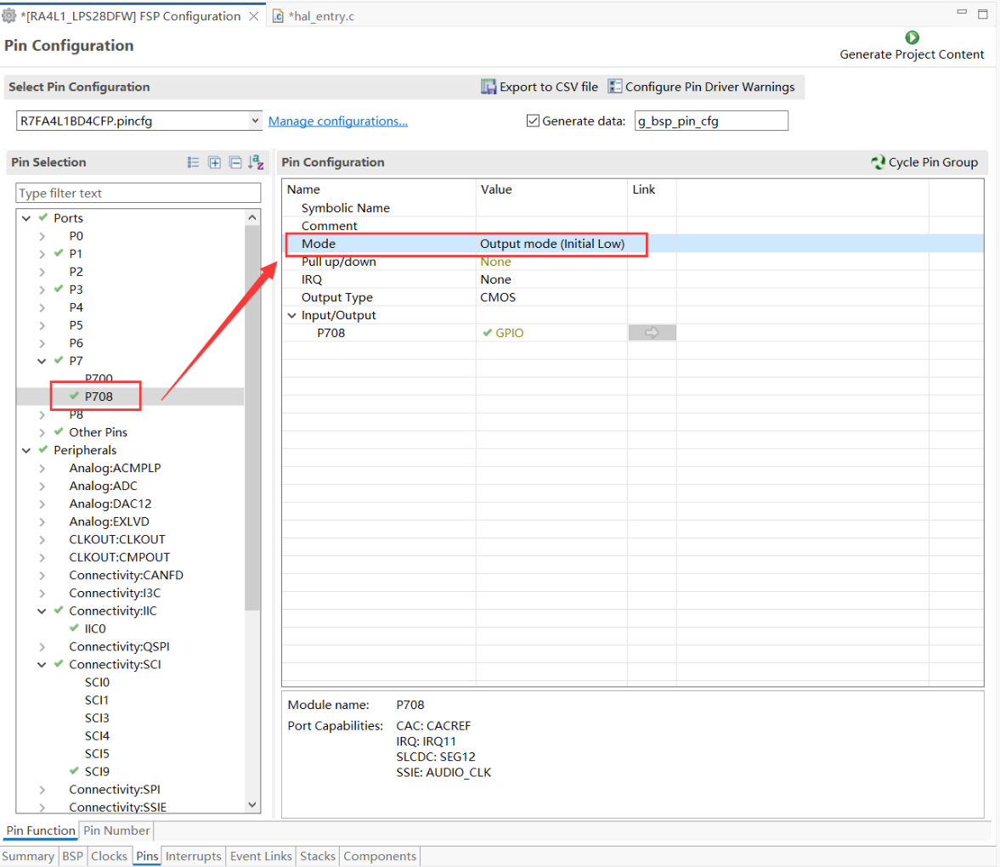 *[RA4L1_LPS28DFW] FSP Configuration
*hal_entry.c
Pin Configuration
Generate Project Content
Select Pin Configuration
Export to CSV file
Configure Pin Driver Warnings
R7FA4L1BD4CFP.pincfg
Manage configurations...
Generate data:
g_bsp_pin_cfg
Pin Selection
Type filter text
Ports
P0
P1
P2
P3
P4
P5
P6
P7
P700
P708
P8
Other Pins
Peripherals
Analog:ACMPLP
Analog:ADC
Analog:DAC12
Analog:EXLVD
CLKOUT:CLKOUT
CLKOUT:CMPOUT
Connectivity:CANFD
Connectivity:I3C
Connectivity:IIC
IIC0
Connectivity:QSPI
Connectivity:SCI
SCI0
SCI1
SCI3
SCI4
SCI5
SCI9
Connectivity:SPI
Connectivity:SSIE
Pin Configuration
Cycle Pin Group
Name Value Link
Symbolic Name
Comment
Mode Output mode (Initial Low)
Pull up/down None
IRQ None
Output Type CMOS
Input/Output
P708 GPIO
Module name: P708
Port Capabilities: CAC: CACREF
IRQ: IRQ11
SLCDC: SEG12
SSIE: AUDIO_CLK
Pin Function Pin Number
Summary BSP Clocks Pins Interrupts Event Links Stacks Components